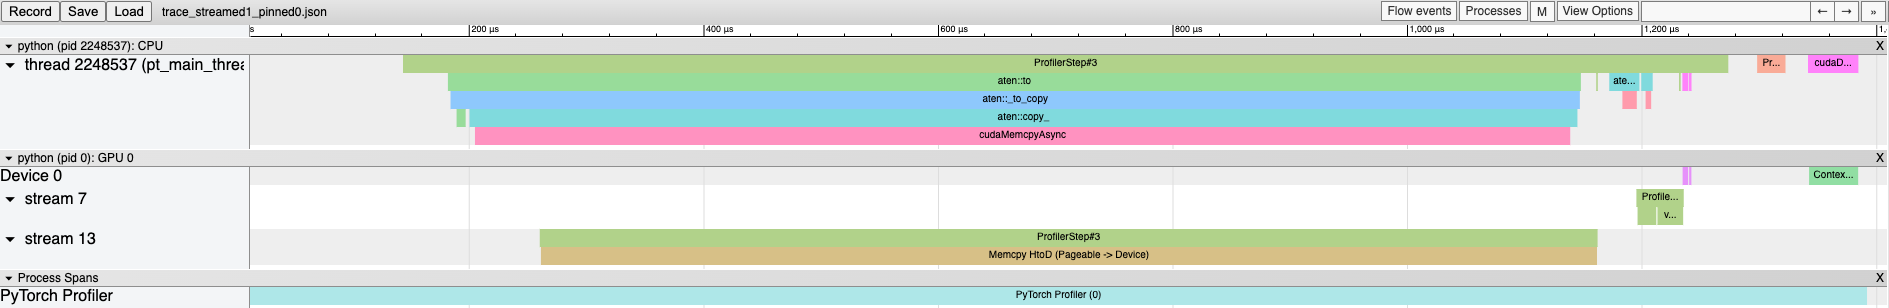 Record Save Load trace_streamed1_pinned0.json Flow events Processes M View Options ← → »
s 200 µs 400 µs 600 µs 800 µs 1,000 µs 1,200 µs 1,
python (pid 2248537): CPU X
thread 2248537 (pt_main_threa ProfilerStep#3 Pr... cudaD...
aten::to ate...
aten::_to_copy
aten::copy_
cudaMemcpyAsync
python (pid 0): GPU 0 X
Device 0 Contex...
stream 7 Profile...
v...
stream 13 ProfilerStep#3
Memcpy HtoD (Pageable -> Device)
Process Spans X
PyTorch Profiler PyTorch Profiler (0)